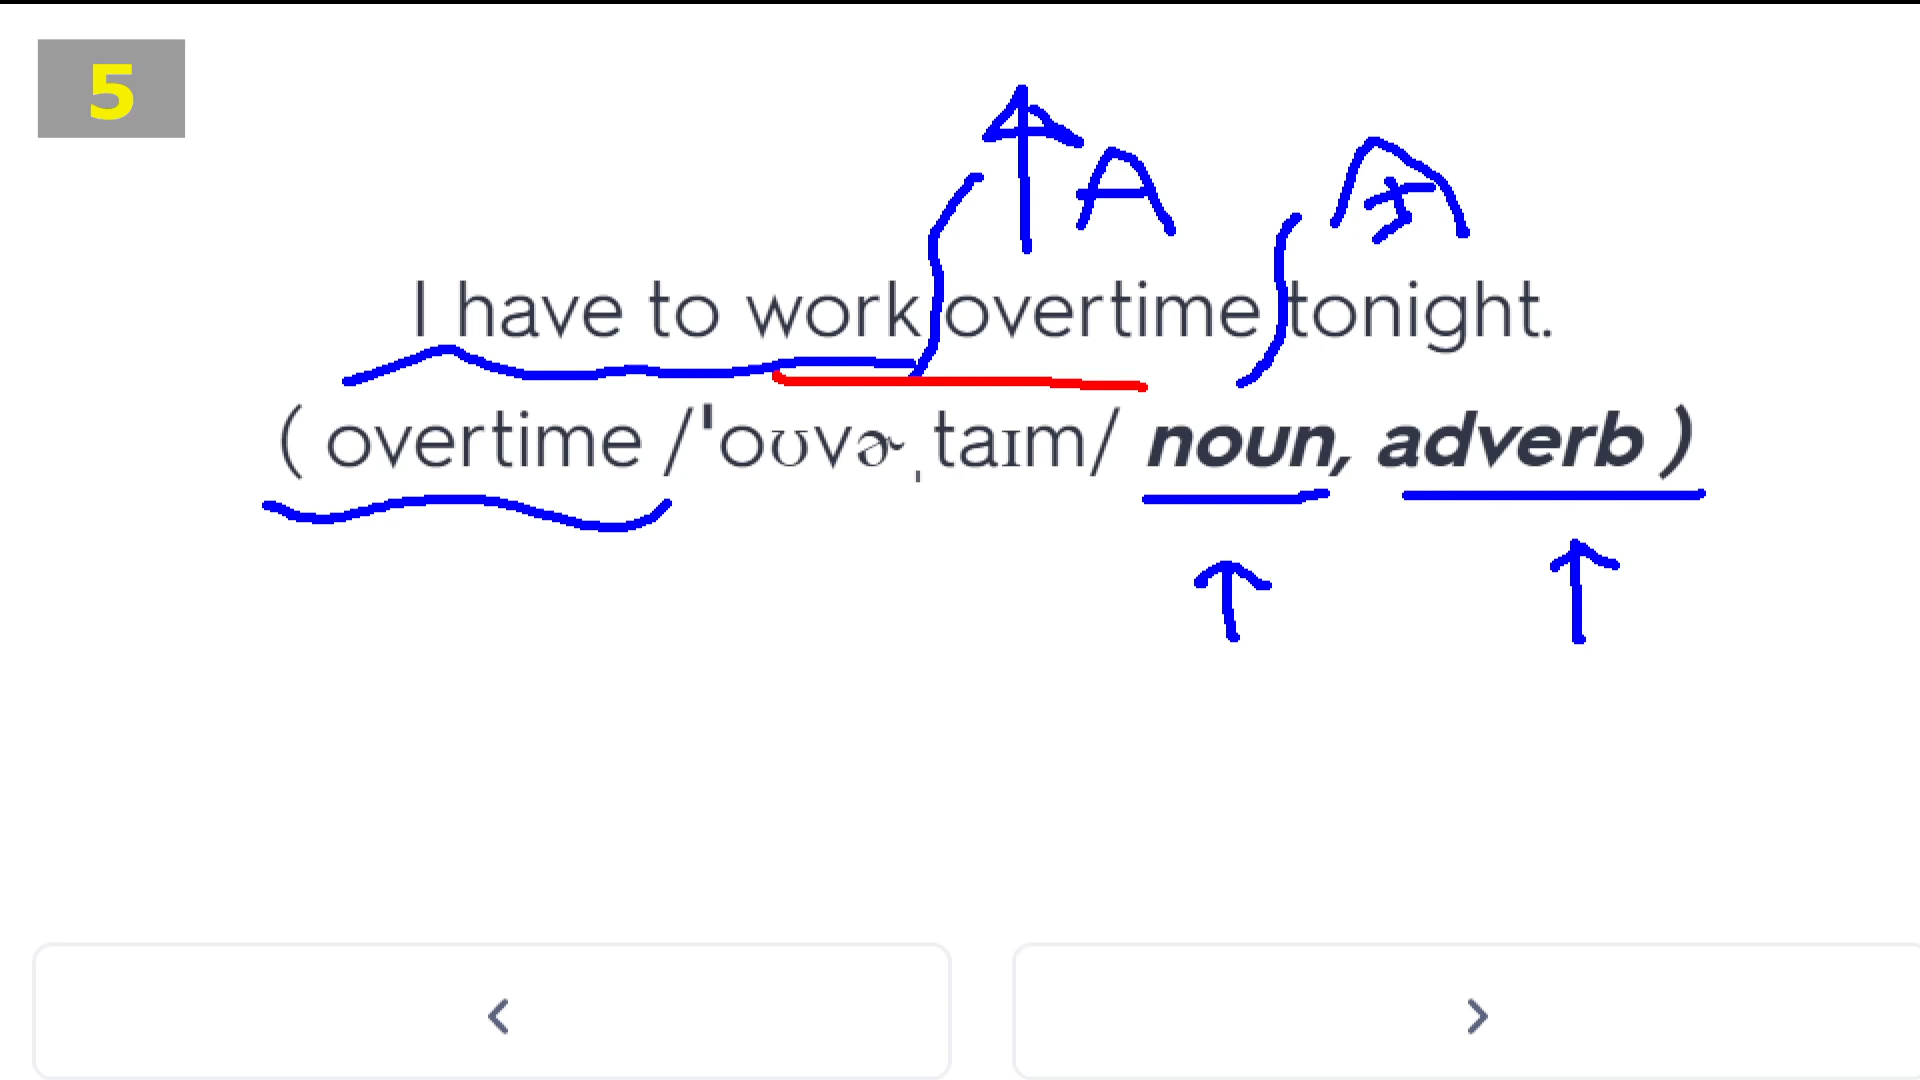 5
A
I have to work overtime tonight.
( overtime /ˈoʊvɚˌtaɪm/ noun, adverb )